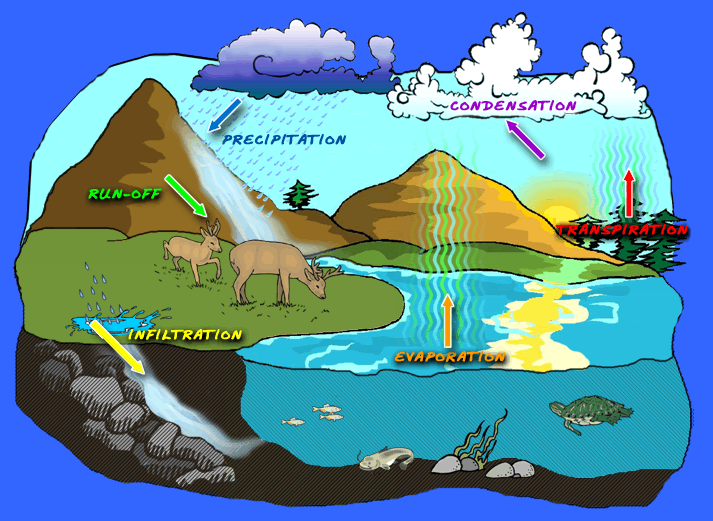 CONDENSATION
PRECIPITATION
RUN-OFF
TRANSPIRATION
INFILTRATION
EVAPORATION